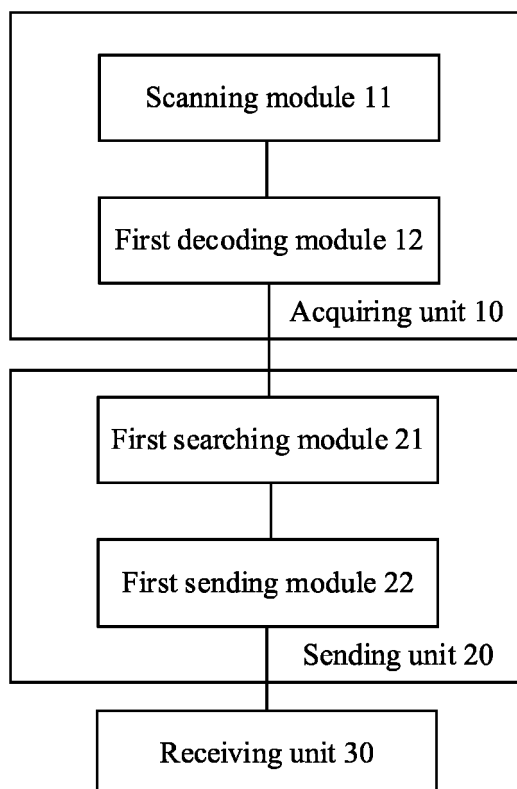 Scanning module 11
First decoding module 12
Acquiring unit 10
First searching module 21
First sending module 22
Sending unit 20
Receiving unit 30